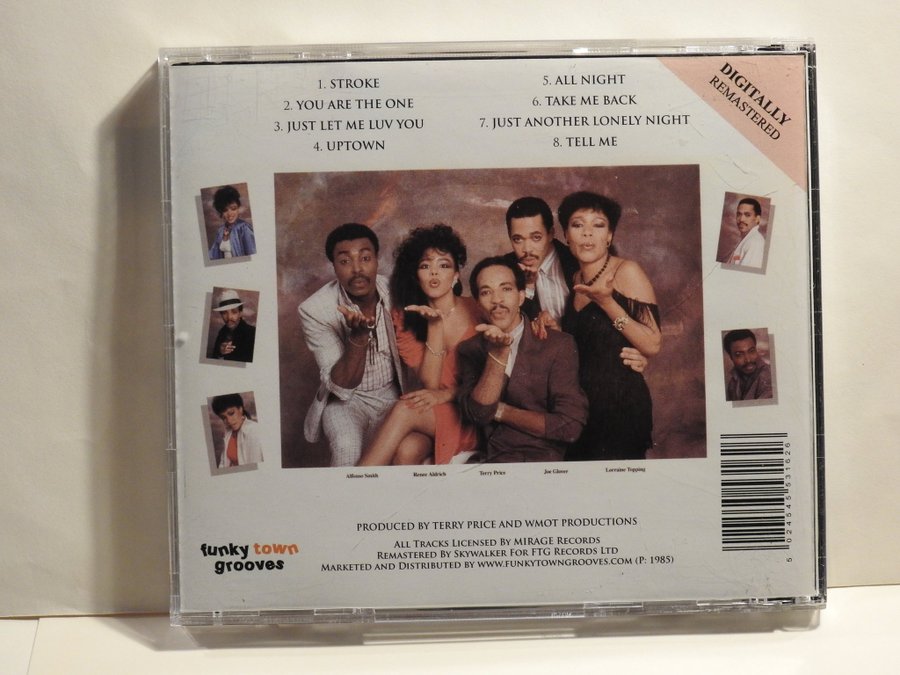 1. STROKE
2. YOU ARE THE ONE
3. JUST LET ME LUV YOU
4. UPTOWN
5. ALL NIGHT
6. TAKE ME BACK
7. JUST ANOTHER LONELY NIGHT
8. TELL ME
DIGITALLY
REMASTERED
Alfonso Smith Renee Aldrich Terry Price Joe Glover Lorraine Topping
PRODUCED BY TERRY PRICE AND WMOT PRODUCTIONS
ALL TRACKS LICENSED BY MIRAGE RECORDS
REMASTERED BY SKYWALKER FOR FTG RECORDS LTD
MARKETED AND DISTRIBUTED BY WWW.FUNKYTOWNGROOVES.COM (P: 1985)
funky town
grooves
5 024545 531626